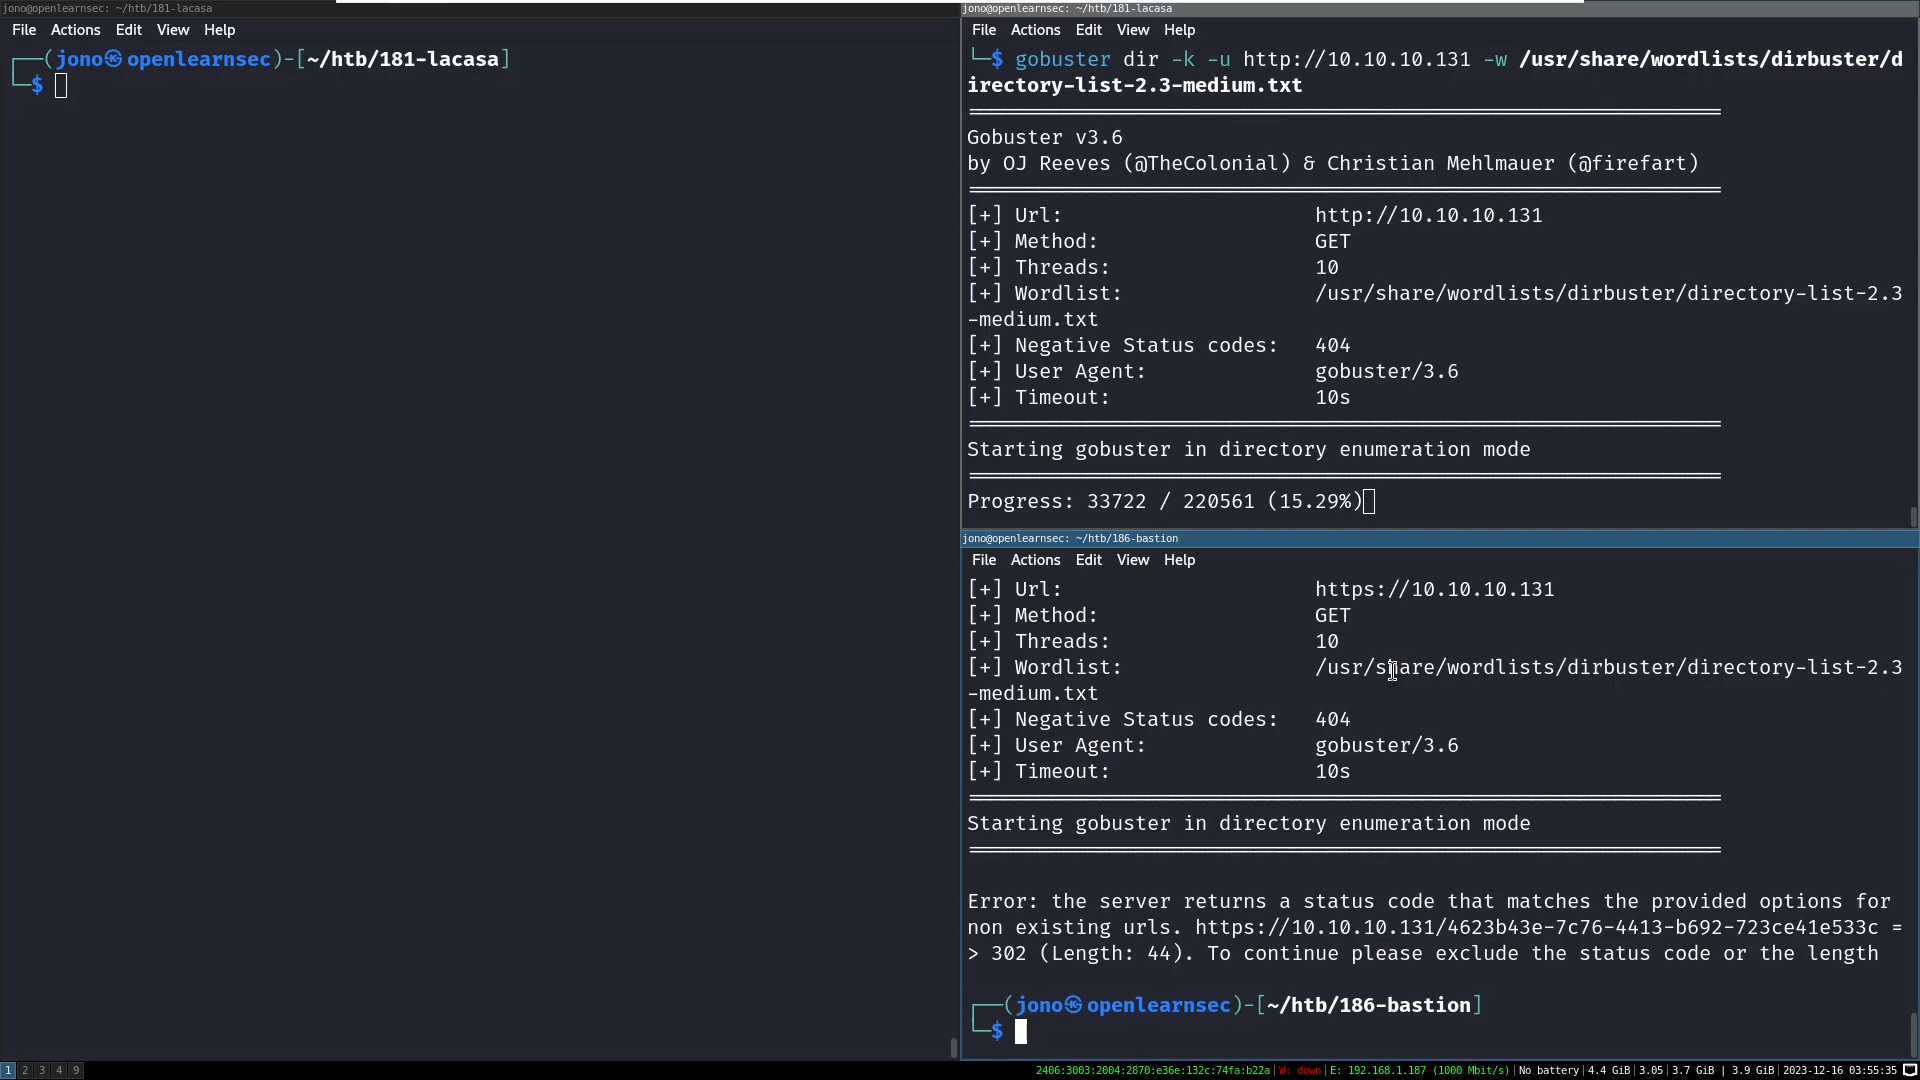 jono@openlearnsec: ~/htb/181-lacasa
File Actions Edit View Help
┌──(jono㉿openlearnsec)-[~/htb/181-lacasa]
└─$
jono@openlearnsec: ~/htb/181-lacasa
File Actions Edit View Help
└─$ gobuster dir -k -u http://10.10.10.131 -w /usr/share/wordlists/dirbuster/d
irectory-list-2.3-medium.txt
===============================================================
Gobuster v3.6
by OJ Reeves (@TheColonial) & Christian Mehlmauer (@firefart)
===============================================================
[+] Url: http://10.10.10.131
[+] Method: GET
[+] Threads: 10
[+] Wordlist: /usr/share/wordlists/dirbuster/directory-list-2.3
-medium.txt
[+] Negative Status codes: 404
[+] User Agent: gobuster/3.6
[+] Timeout: 10s
===============================================================
Starting gobuster in directory enumeration mode
===============================================================
Progress: 33722 / 220561 (15.29%)
jono@openlearnsec: ~/htb/186-bastion
File Actions Edit View Help
[+] Url: https://10.10.10.131
[+] Method: GET
[+] Threads: 10
[+] Wordlist: /usr/share/wordlists/dirbuster/directory-list-2.3
-medium.txt
[+] Negative Status codes: 404
[+] User Agent: gobuster/3.6
[+] Timeout: 10s
===============================================================
Starting gobuster in directory enumeration mode
===============================================================
Error: the server returns a status code that matches the provided options for
non existing urls. https://10.10.10.131/4623b43e-7c76-4413-b692-723ce41e533c =
> 302 (Length: 44). To continue please exclude the status code or the length
┌──(jono㉿openlearnsec)-[~/htb/186-bastion]
└─$
1 2 3 4 9
2406:3003:2004:2870:e36e:132c:74fa:b22a|W: down|E: 192.168.1.187 (1000 Mbit/s)|No battery|4.4 GiB|3.05|3.7 GiB | 3.9 GiB|2023-12-16 03:55:35